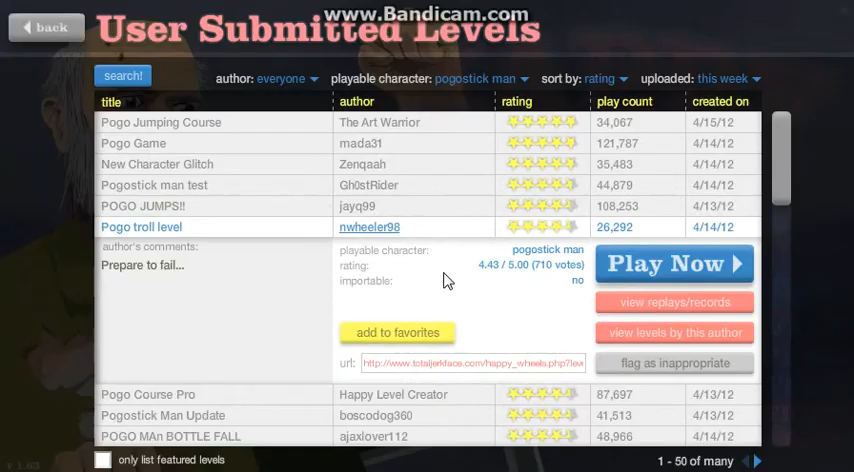 www.Bandicam.com
back
User Submitted Levels
search!
author: everyone
playable character: pogostick man
sort by: rating
uploaded: this week
title author rating play count created on
Pogo Jumping Course The Art Warrior 34,067 4/15/12
Pogo Game mada31 121,787 4/14/12
New Character Glitch Zenqaah 35,483 4/14/12
Pogostick man test Gh0stRider 44,879 4/14/12
POGO JUMPS!! jayq99 108,253 4/13/12
Pogo troll level nwheeler98 26,292 4/14/12
author's comments:
Prepare to fail...
playable character: pogostick man
rating: 4.43 / 5.00 (710 votes)
importable: no
add to favorites
url: http://www.totaljerkface.com/happy_wheels.php?leve
Play Now
view replays/records
view levels by this author
flag as inappropriate
Pogo Course Pro Happy Level Creator 87,697 4/13/12
Pogostick Man Update boscodog360 41,513 4/13/12
POGO MAn BOTTLE FALL ajaxlover112 48,966 4/14/12
only list featured levels
1 - 50 of many
v 1.63